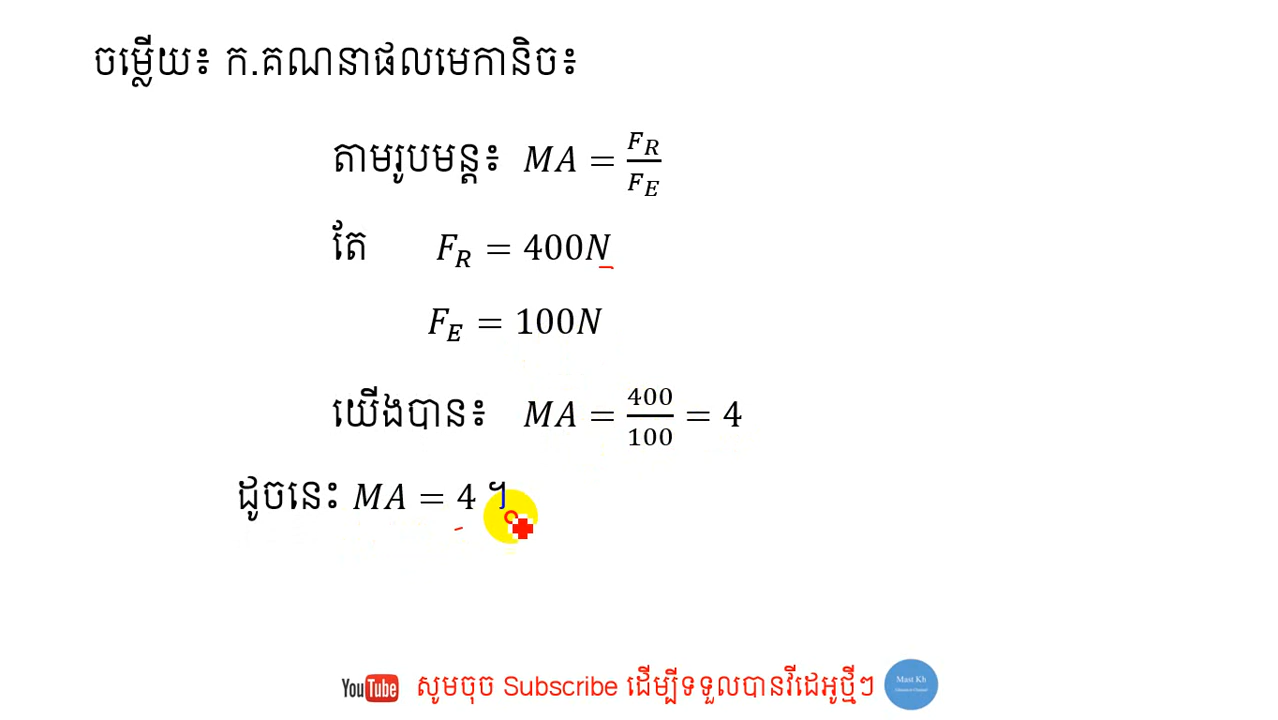 ចម្លើយ៖ ក.គណនាផលមេកានិច៖
តាមរូបមន្ត៖ MA = F_R/F_E
តែ F_R = 400N
F_E = 100N
យើងបាន៖ MA = 400/100 = 4
ដូចនេះ MA = 4 ។
YouTube សូមចុច Subscribe ដើម្បីទទួលបានវីដេអូថ្មីៗ Mast Kh